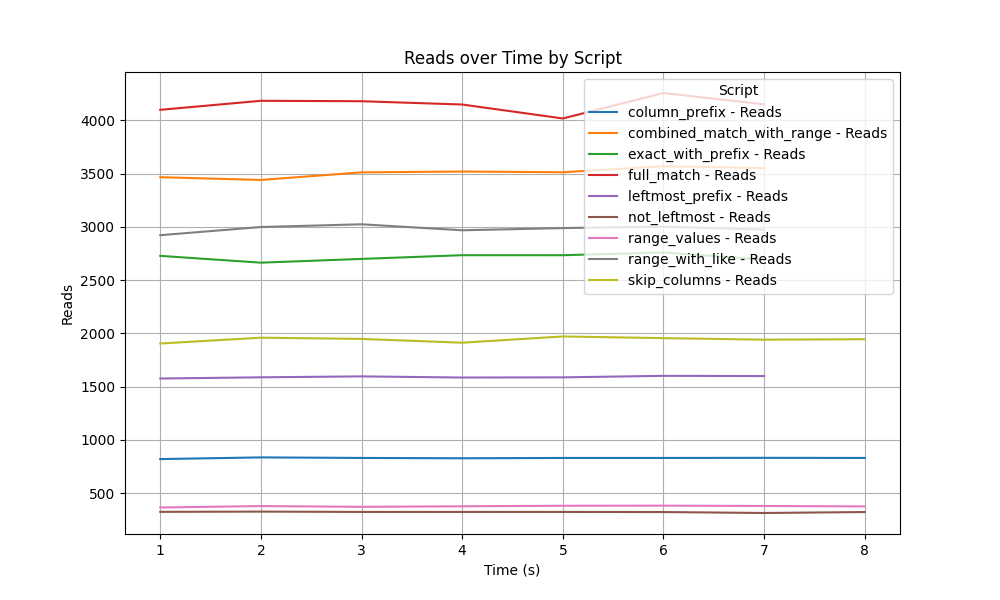 Reads over Time by Script
Reads
4000
3500
3000
2500
2000
1500
1000
500
Script
column_prefix - Reads
combined_match_with_range - Reads
exact_with_prefix - Reads
full_match - Reads
leftmost_prefix - Reads
not_leftmost - Reads
range_values - Reads
range_with_like - Reads
skip_columns - Reads
1 2 3 4 5 6 7 8
Time (s)